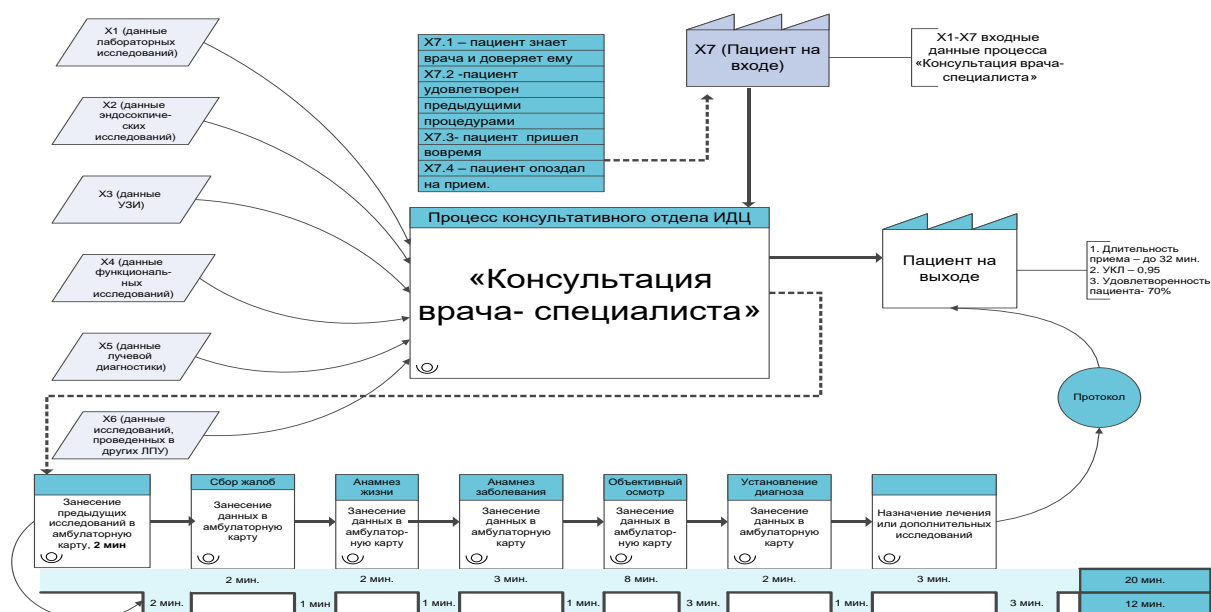 X1 (данные
лабораторных
исследований)
X2 (данные
эндосокпиче-
ских
исследований)
X3 (данные
УЗИ)
X4 (данные
функциональ-
ных
исследований)
X5 (данные
лучевой
диагностики)
X6 (данные
исследований,
проведенных в
других ЛПУ)
X7.1 – пациент знает
врача и доверяет ему
X7.2 -пациент
удовлетворен
предыдущими
процедурами
X7.3- пациент пришел
вовремя
X7.4 – пациент опоздал
на прием.
X7 (Пациент на
входе)
X1-X7 входные
данные процесса
«Консультация врача-
специалиста»
Процесс консультативного отдела ИДЦ
«Консультация
врача- специалиста»
Пациент на
выходе
1. Длительность
приема – до 32 мин.
2. УКЛ – 0,95
3. Удовлетворенность
пациента- 70%
Протокол
Занесение
предыдущих
исследований в
амбулаторную
карту, 2 мин
Сбор жалоб
Занесение
данных в
амбулаторную
карту
Анамнез
жизни
Занесение
данных в
амбулатор-
ную карту
Анамнез
заболевания
Занесение
данных в
амбулаторную
карту
Объективный
осмотр
Занесение
данных в
амбулатор-
ную карту
Установление
диагноза
Занесение
данных в
амбулаторную
карту
Назначение лечения
или дополнительных
исследований
2 мин.
2 мин.
3 мин.
8 мин.
2 мин.
3 мин.
20 мин.
2 мин.
1 мин
1 мин.
1 мин.
3 мин.
1 мин.
3 мин.
12 мин.